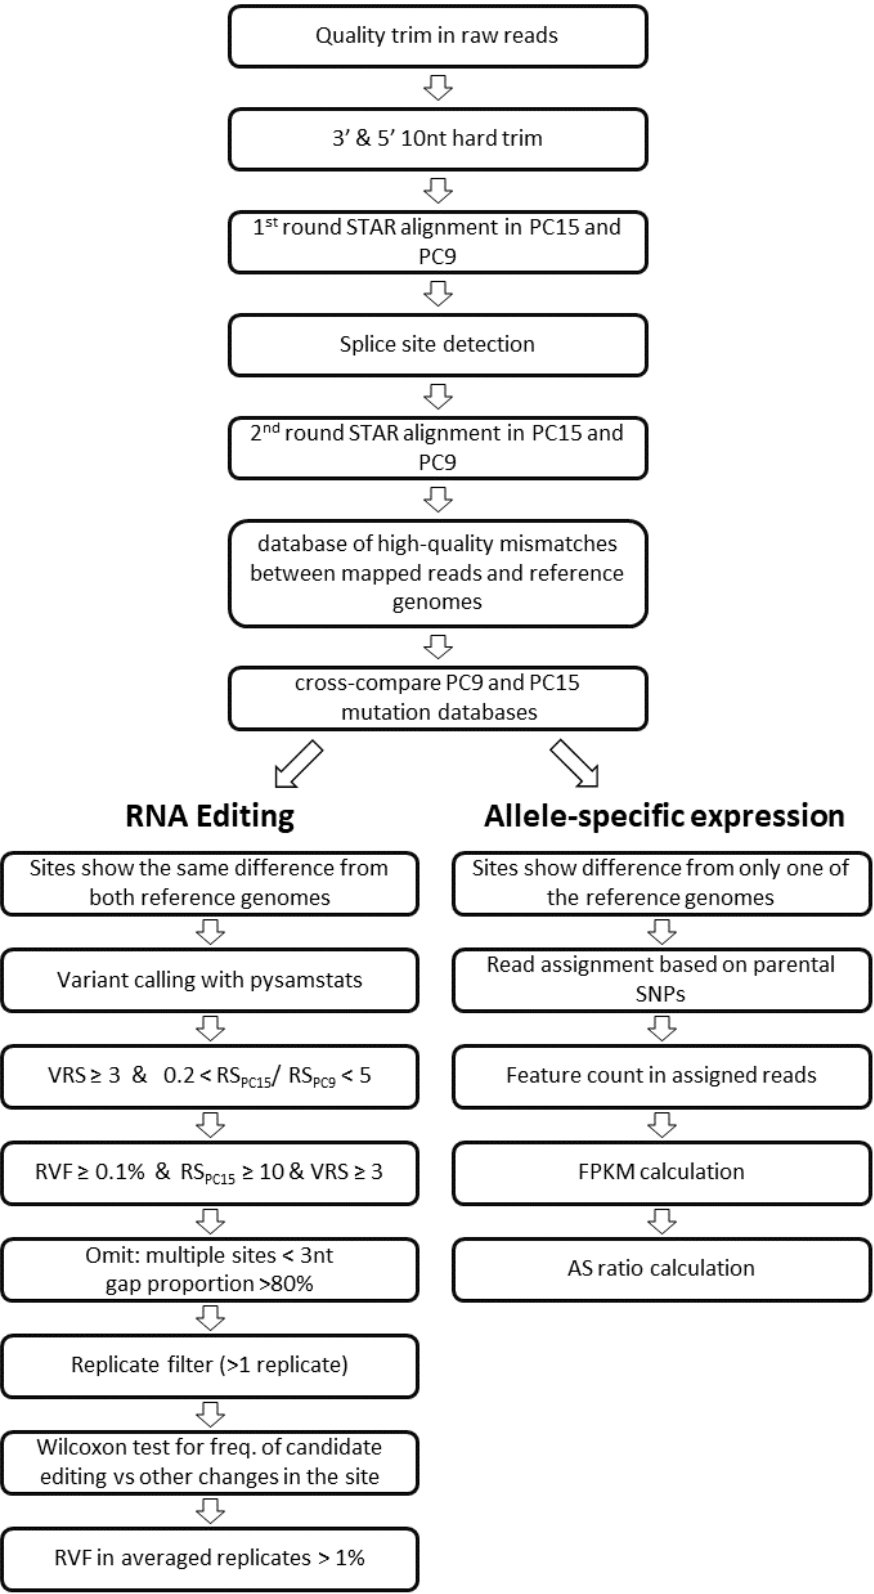 Quality trim in raw reads
3′ & 5′ 10nt hard trim
1st round STAR alignment in PC15 and
PC9
Splice site detection
2nd round STAR alignment in PC15 and
PC9
database of high-quality mismatches
between mapped reads and reference
genomes
cross-compare PC9 and PC15
mutation databases
RNA Editing
Sites show the same difference from
both reference genomes
Variant calling with pysamstats
VRS ≥ 3 & 0.2 < RSPC15/ RSPC9 < 5
RVF ≥ 0.1% & RSPC15 ≥ 10 & VRS ≥ 3
Omit: multiple sites < 3nt
gap proportion >80%
Replicate filter (>1 replicate)
Wilcoxon test for freq. of candidate
editing vs other changes in the site
RVF in averaged replicates > 1%
Allele-specific expression
Sites show difference from only one of
the reference genomes
Read assignment based on parental
SNPs
Feature count in assigned reads
FPKM calculation
AS ratio calculation